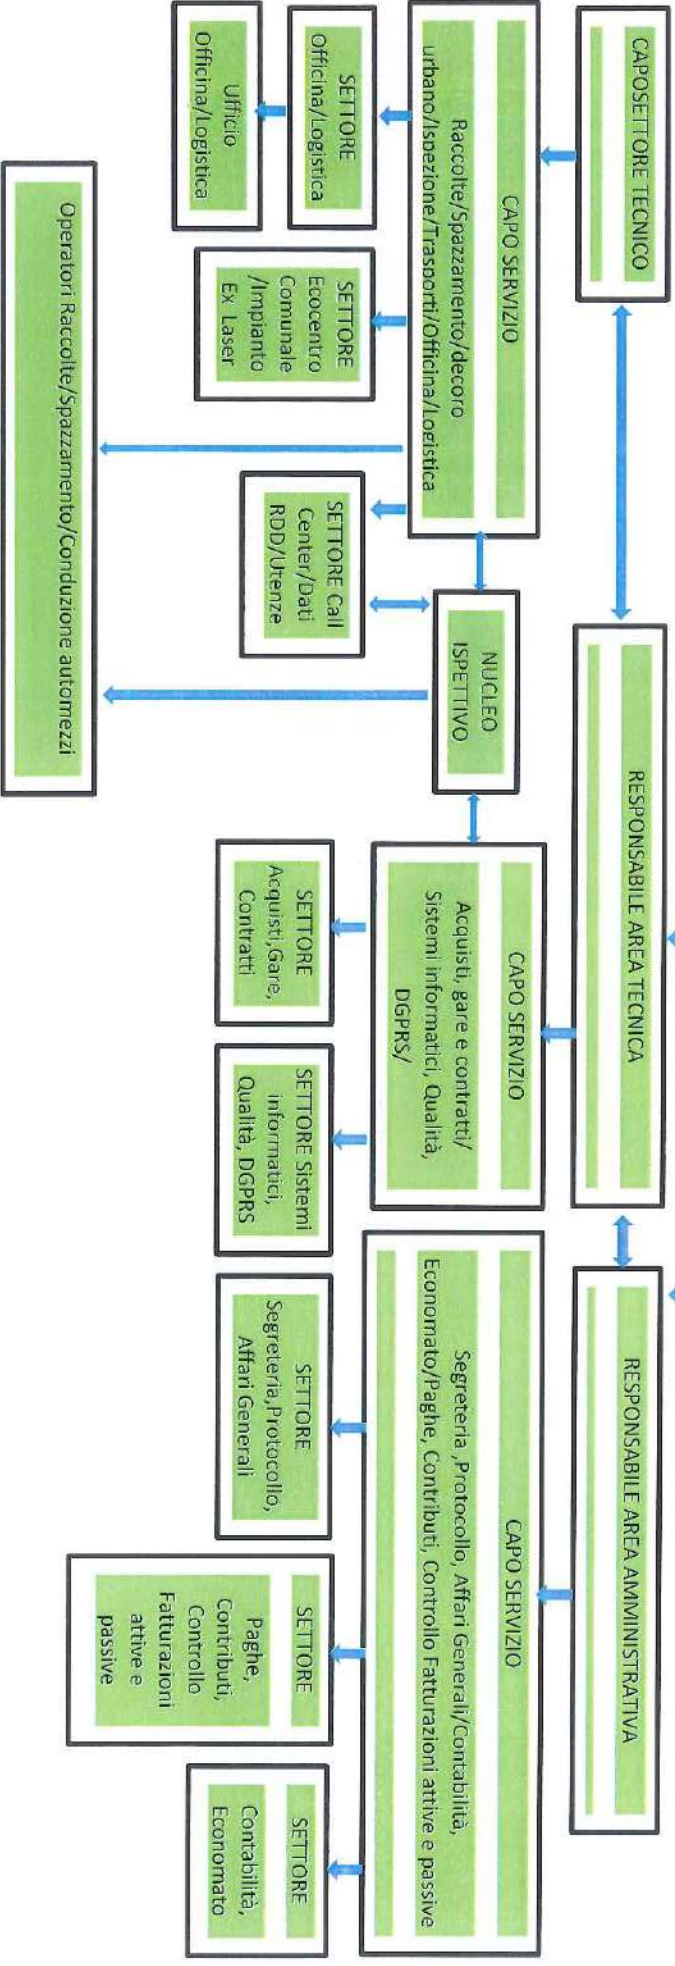 CAPOSETTORE TECNICO
RESPONSABILE AREA TECNICA
RESPONSABILE AREA AMMINISTRATIVA
CAPO SERVIZIO
Raccolte/Spazzamento/decoro
urbano/Ispezione/Trasporti/Officina/Logistica
NUCLEO
ISPETTIVO
CAPO SERVIZIO
Acquisti, gare e contratti/
Sistemi informatici, Qualità,
DGPRS/
CAPO SERVIZIO
Segreteria ,Protocollo, Affari Generali/Contabilità,
Economato/Paghe, Contributi, Controllo Fatturazioni attive e passive
SETTORE
Officina/Logistica
Ufficio
Officina/Logistica
SETTORE
Ecocentro
Comunale
/Impianto
Ex Laser
SETTORE Call
Center/Dati
RDD/Utenze
SETTORE
Acquisti,Gare,
Contratti
SETTORE Sistemi
informatici,
Qualità, DGPRS
SETTORE
Segreteria,Protocollo,
Affari Generali
SETTORE
Paghe,
Contributi,
Controllo
Fatturazioni
attive e
passive
SETTORE
Contabilità,
Economato
Operatori Raccolte/Spazzamento/Conduzione automezzi